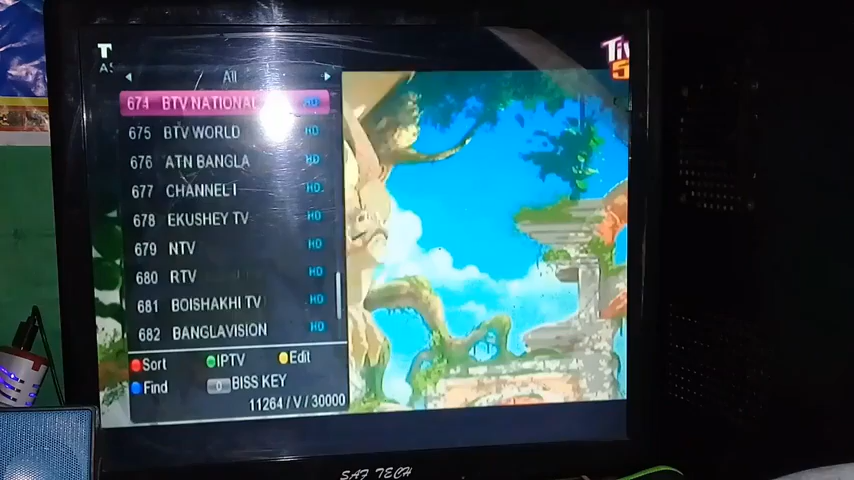 All
674 BTV NATIONAL HD
675 BTV WORLD HD
676 ATN BANGLA HD
677 CHANNEL I HD
678 EKUSHEY TV HD
679 NTV HD
680 RTV HD
681 BOISHAKHI TV HD
682 BANGLAVISION HD
Sort IPTV Edit
Find 0 BISS KEY
11264 / V / 30000
SAF TECH